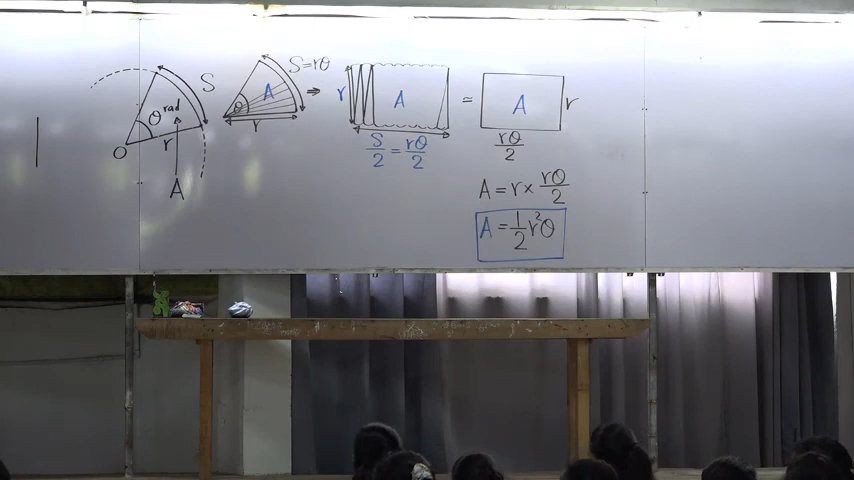 S
θ rad
r
O
A
S=rθ
A
θ
r
⇒
r
A
S/2 = rθ/2
=
A
r
rθ/2
A = r × rθ/2
A = 1/2 r²θ